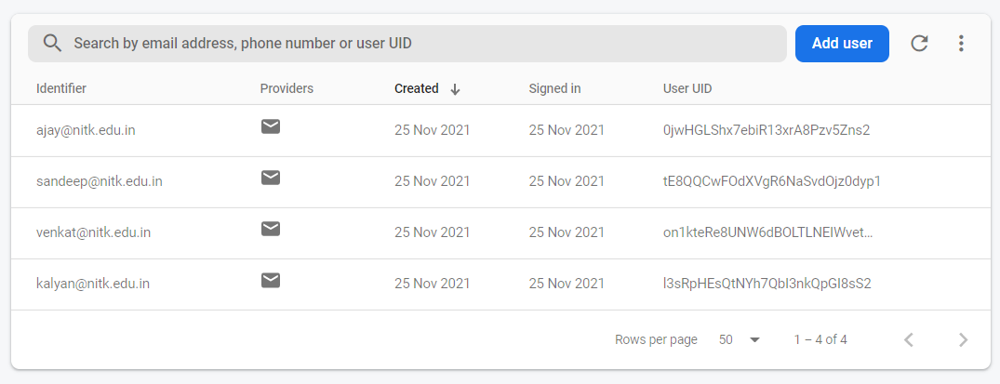 Search by email address, phone number or user UID Add user
Identifier Providers Created Signed in User UID
ajay@nitk.edu.in 25 Nov 2021 25 Nov 2021 0jwHGLShx7ebiR13xrA8Pzv5Zns2
sandeep@nitk.edu.in 25 Nov 2021 25 Nov 2021 tE8QQCwFOdXVgR6NaSvdOjz0dyp1
venkat@nitk.edu.in 25 Nov 2021 25 Nov 2021 on1kteRe8UNW6dBOLTLNEIWvet...
kalyan@nitk.edu.in 25 Nov 2021 25 Nov 2021 l3sRpHEsQtNYh7QbI3nkQpGI8sS2
Rows per page 50 1 – 4 of 4